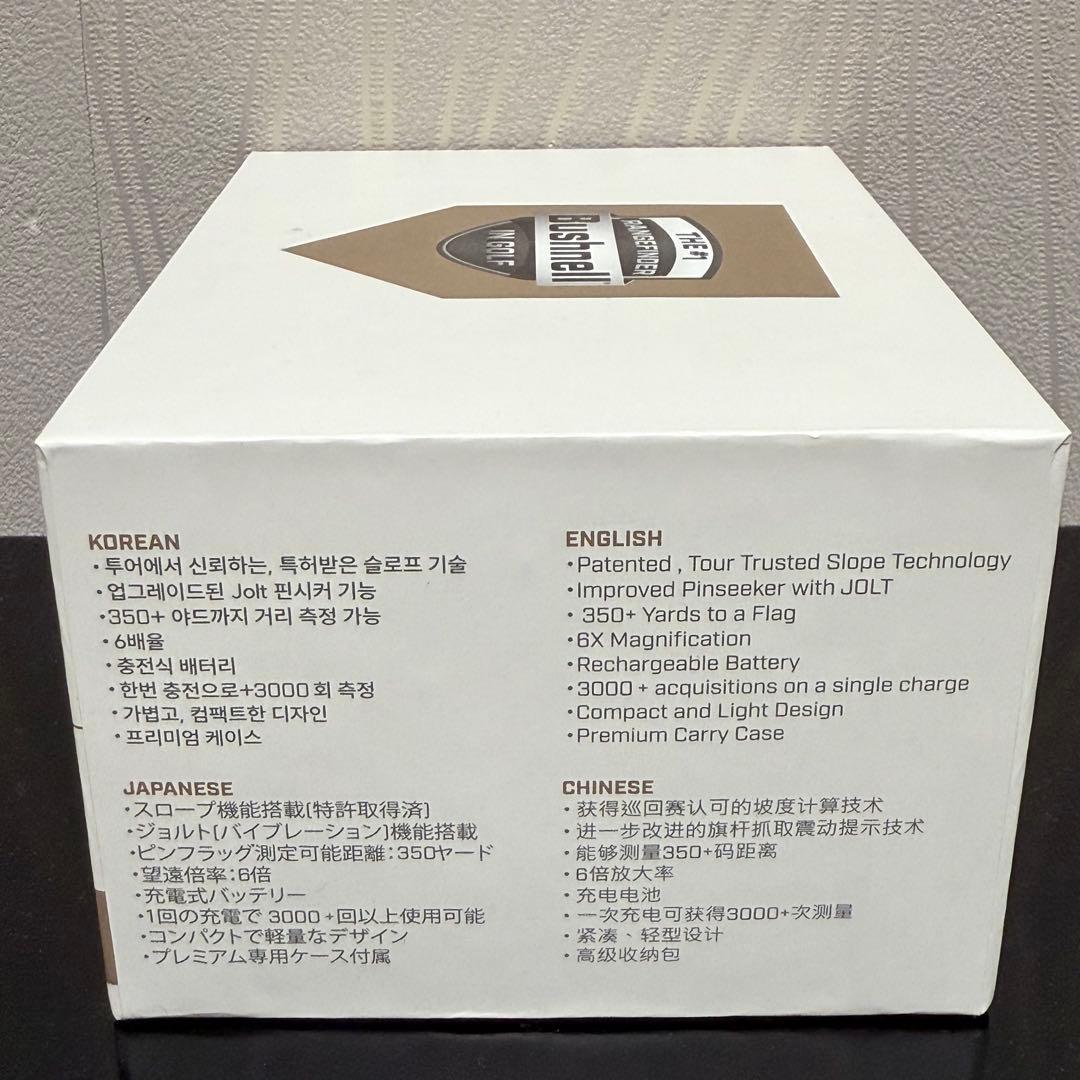 THE #1
RANGEFINDER
Bushnell
IN GOLF
KOREAN
•투어에서 신뢰하는, 특허받은 슬로프 기술
•업그레이드된 Jolt 핀시커 기능
•350+ 야드까지 거리 측정 가능
•6배율
•충전식 배터리
•한번 충전으로+3000 회 측정
•가볍고, 컴팩트한 디자인
•프리미엄 케이스
ENGLISH
•Patented , Tour Trusted Slope Technology
•Improved Pinseeker with JOLT
• 350+ Yards to a Flag
•6X Magnification
•Rechargeable Battery
•3000 + acquisitions on a single charge
•Compact and Light Design
•Premium Carry Case
JAPANESE
•スロープ機能搭載(特許取得済)
•ジョルト(バイブレーション)機能搭載
•ピンフラッグ測定可能距離:350ヤード
•望遠倍率:6倍
•充電式バッテリー
•1回の充電で 3000 +回以上使用可能
•コンパクトで軽量なデザイン
•プレミアム専用ケース付属
CHINESE
• 获得巡回赛认可的坡度计算技术
• 进一步改进的旗杆抓取震动提示技术
• 能够测量350+码距离
• 6倍放大率
• 充电电池
• 一次充电可获得3000+次测量
• 紧凑、轻型设计
• 高级收纳包